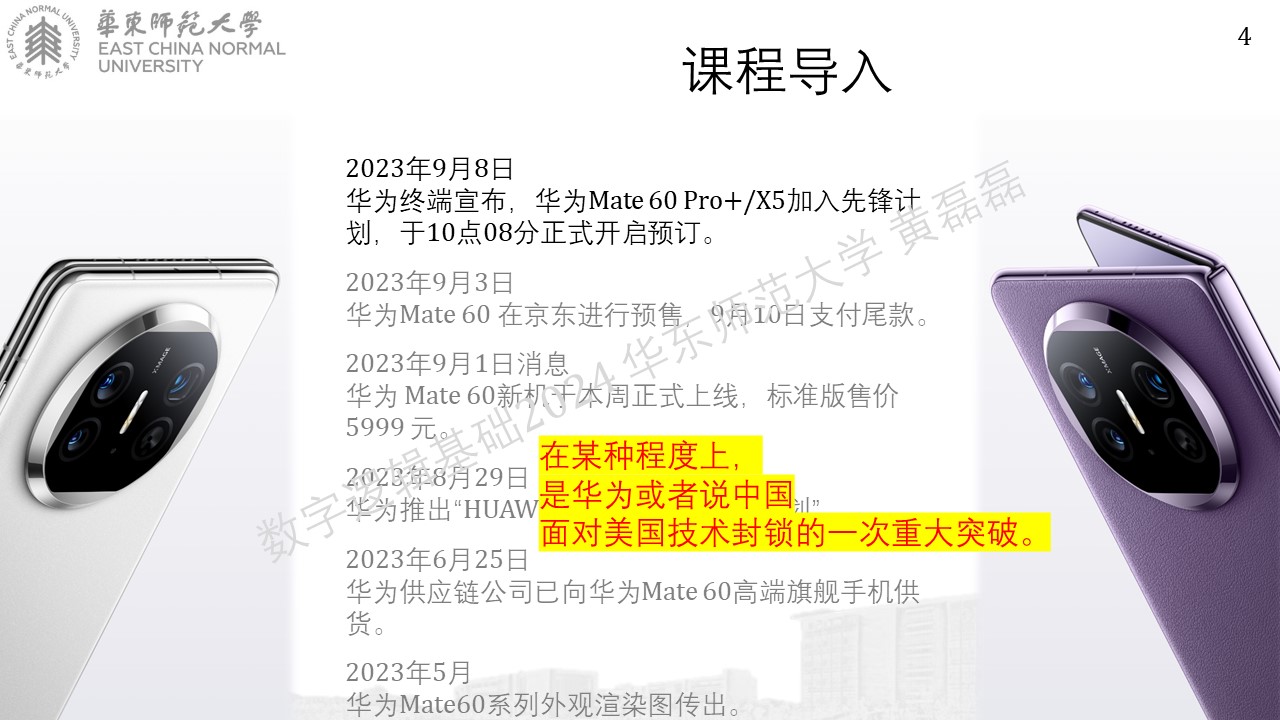 EAST CHINA NORMAL UNIVERSITY
華東師範大學
華東師範大學
EAST CHINA NORMAL
UNIVERSITY
4
课程导入
2023年9月8日
华为终端宣布，华为Mate 60 Pro+/X5加入先锋计
划，于10点08分正式开启预订。
2023年9月3日
华为Mate 60 在京东进行预售，9月10日支付尾款。
2023年9月1日消息
华为 Mate 60新机于本周正式上线，标准版售价
5999 元。
2023年8月29日
华为推出“HUAW
划”
在某种程度上，
是华为或者说中国
面对美国技术封锁的一次重大突破。
2023年6月25日
华为供应链公司已向华为Mate 60高端旗舰手机供
货。
2023年5月
华为Mate60系列外观渲染图传出。
数字逻辑基础2024 华东师范大学 黄磊磊
XMAGE
XMAGE